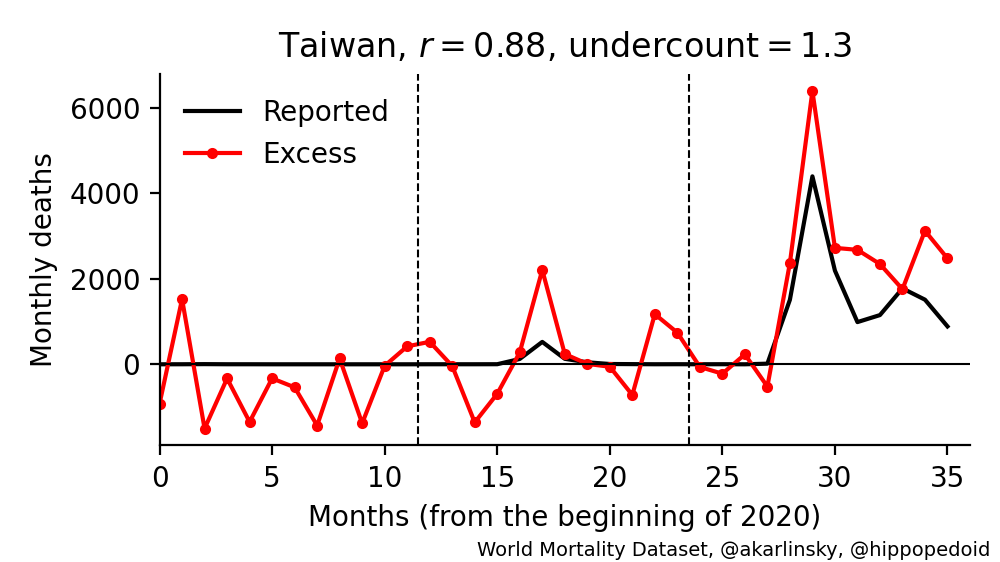 Taiwan, r = 0.88, undercount = 1.3
Reported
Excess
Monthly deaths
6000
4000
2000
0
0 5 10 15 20 25 30 35
Months (from the beginning of 2020)
World Mortality Dataset, @akarlinsky, @hippopedoid